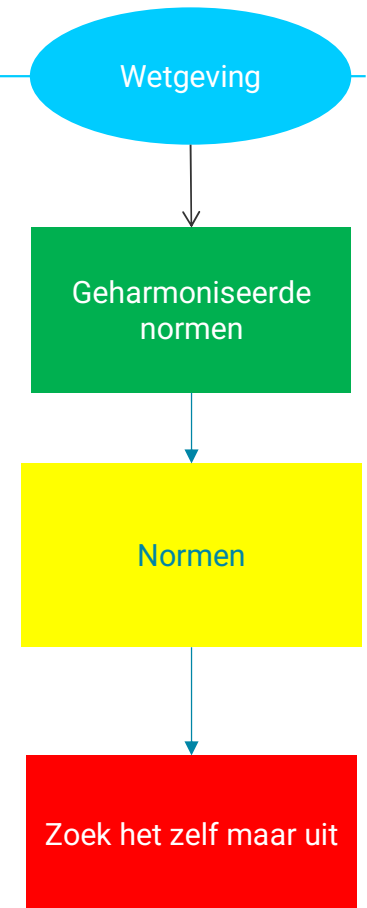 Wetgeving
Geharmoniseerde
normen
Normen
Zoek het zelf maar uit